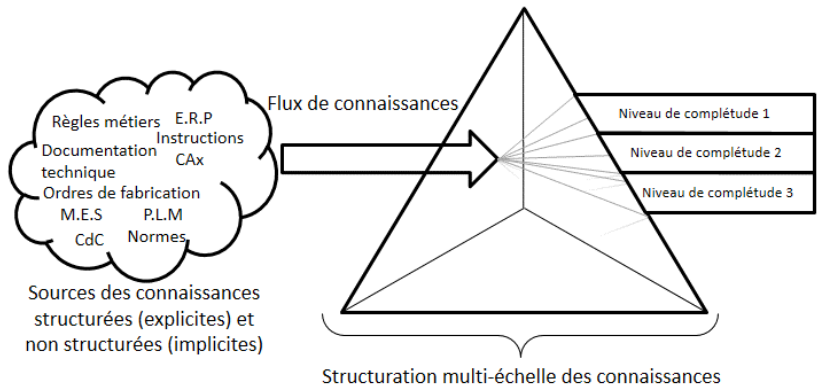 Flux de connaissances
Règles métiers
E.R.P
Instructions
Documentation
technique
CAx
Ordres de fabrication
M.E.S
P.L.M
CdC
Normes
Sources des connaissances
structurées (explicites) et
non structurées (implicites)
Niveau de complétude 1
Niveau de complétude 2
Niveau de complétude 3
Structuration multi-échelle des connaissances